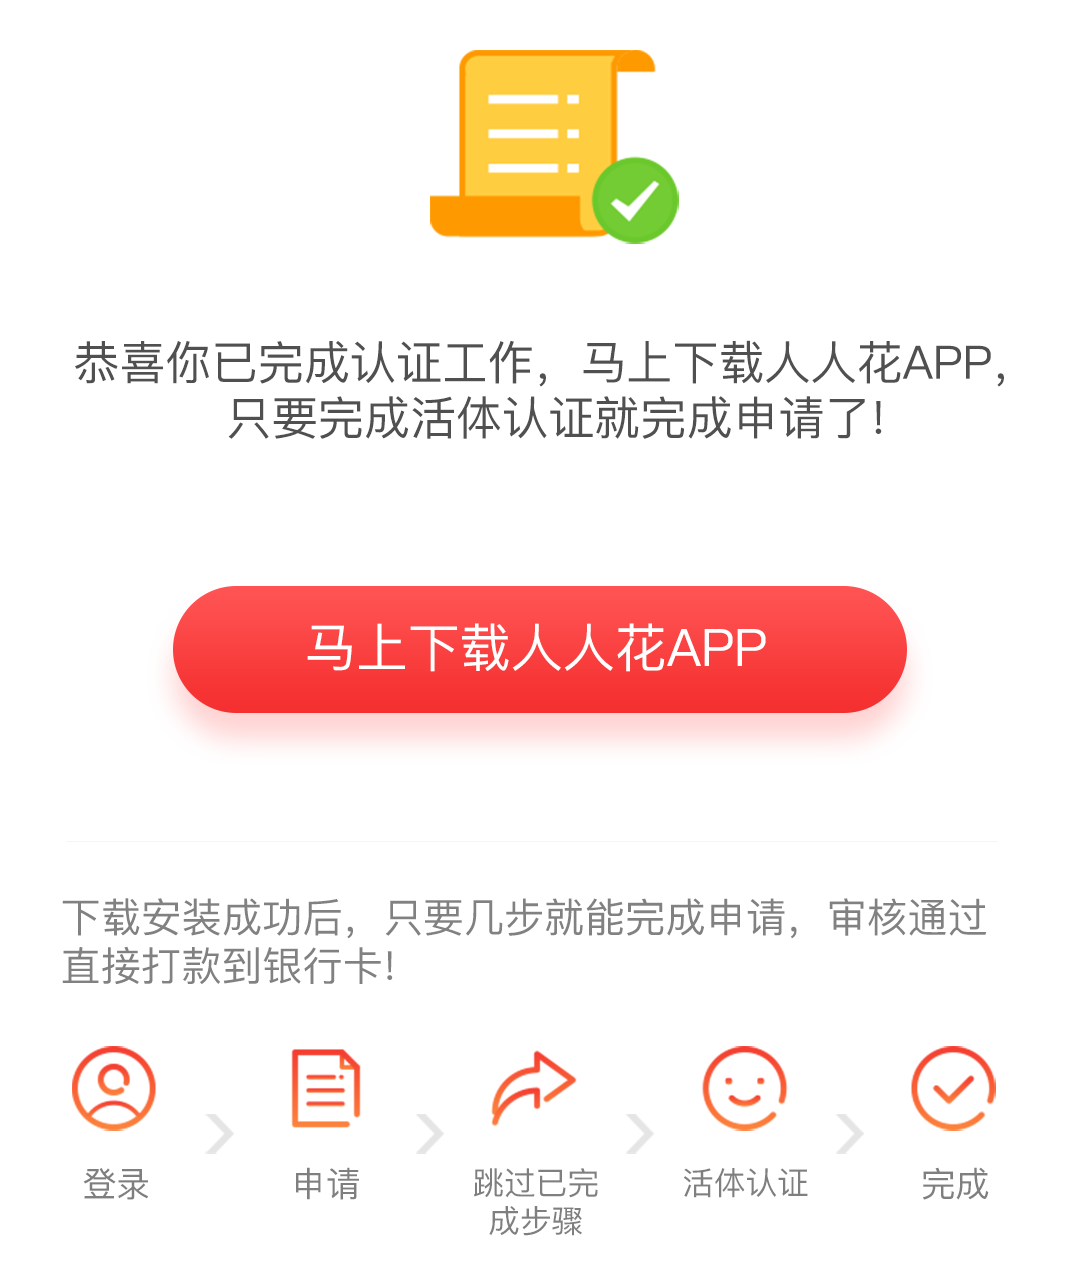 恭喜你已完成认证工作，马上下载人人花APP，
只要完成活体认证就完成申请了！
马上下载人人花APP
下载安装成功后，只要几步就能完成申请，审核通过
直接打款到银行卡！
登录
申请
跳过已完
成步骤
活体认证
完成